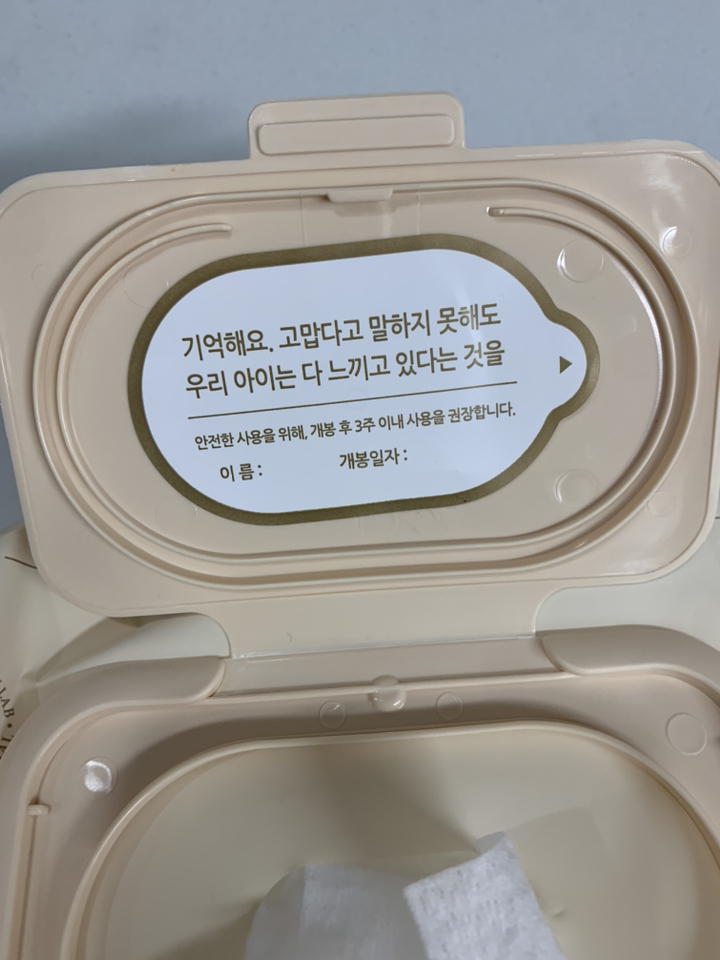 기억해요. 고맙다고 말하지 못해도
우리 아이는 다 느끼고 있다는 것을
안전한 사용을 위해, 개봉 후 3주 이내 사용을 권장합니다.
이 름 :
개봉일자 :